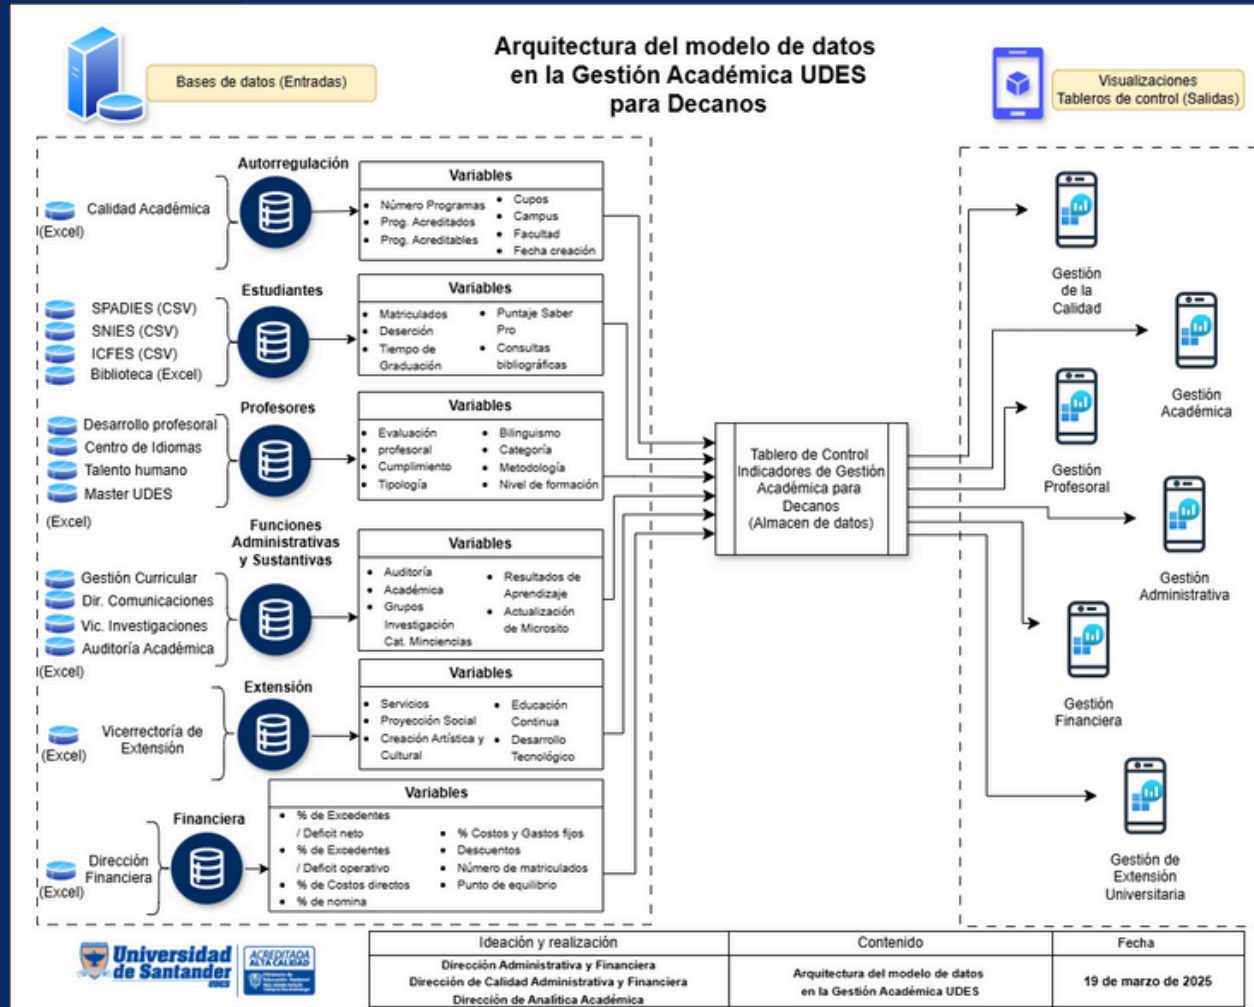 Arquitectura del modelo de datos
en la Gestión Académica UDES
para Decanos
Bases de datos (Entradas)
Visualizaciones
Tableros de control (Salidas)
Autorregulación
Calidad Académica
(Excel)
Variables
Número Programas
Prog. Acreditados
Prog. Acreditables
Cupos
Campus
Facultad
Fecha creación
Estudiantes
SPADIES (CSV)
SNIES (CSV)
ICFES (CSV)
Biblioteca (Excel)
Variables
Matriculados
Deserción
Tiempo de
Graduación
Puntaje Saber
Pro
Consultas
bibliográficas
Profesores
Desarrollo profesoral
Centro de Idiomas
Talento humano
Master UDES
(Excel)
Variables
Evaluación
profesoral
Cumplimiento
Tipología
Bilinguismo
Categoría
Metodología
Nivel de formación
Funciones
Administrativas
y Sustantivas
Gestión Curricular
Dir. Comunicaciones
Vic. Investigaciones
Auditoría Académica
(Excel)
Variables
Auditoría
Académica
Grupos
Investigación
Cat. Minciencias
Resultados de
Aprendizaje
Actualización
de Micrositο
Extensión
Vicerrectoría de
Extensión
(Excel)
Variables
Servicios
Proyección Social
Creación Artística y
Cultural
Educación
Continua
Desarrollo
Tecnológico
Financiera
Dirección
Financiera
(Excel)
Variables
% de Excedentes
/ Deficit neto
% de Excedentes
/ Deficit operativo
% de Costos directos
% de nomina
% Costos y Gastos fijos
Descuentos
Número de matriculados
Punto de equilibrio
Tablero de Control
Indicadores de Gestión
Académica para
Decanos
(Almacen de datos)
Gestión
de la
Calidad
Gestión
Académica
Gestión
Profesoral
Gestión
Administrativa
Gestión
Financiera
Gestión de
Extensión
Universitaria
Universidad
de Santander
UDES
ACREDITADA
ALTA CALIDAD
Ideación y realización
Contenido
Fecha
Dirección Administrativa y Financiera
Dirección de Calidad Administrativa y Financiera
Dirección de Analítica Académica
Arquitectura del modelo de datos
en la Gestión Académica UDES
19 de marzo de 2025